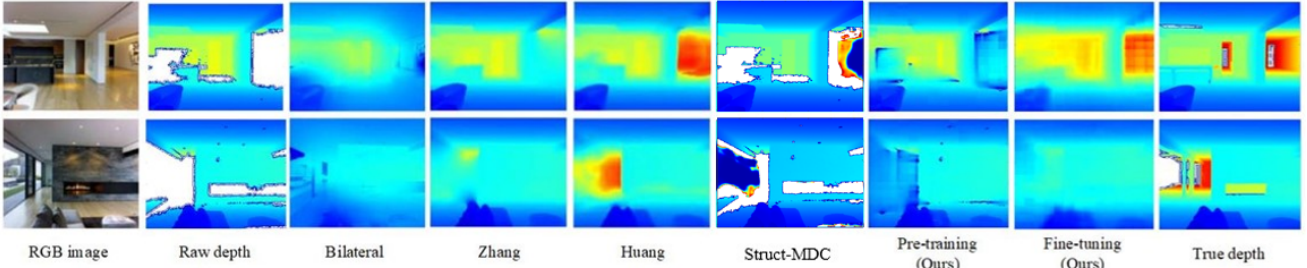 RGB image Raw depth Bilateral Zhang Huang Struct-MDC Pre-training (Ours) Fine-tuning (Ours) True depth